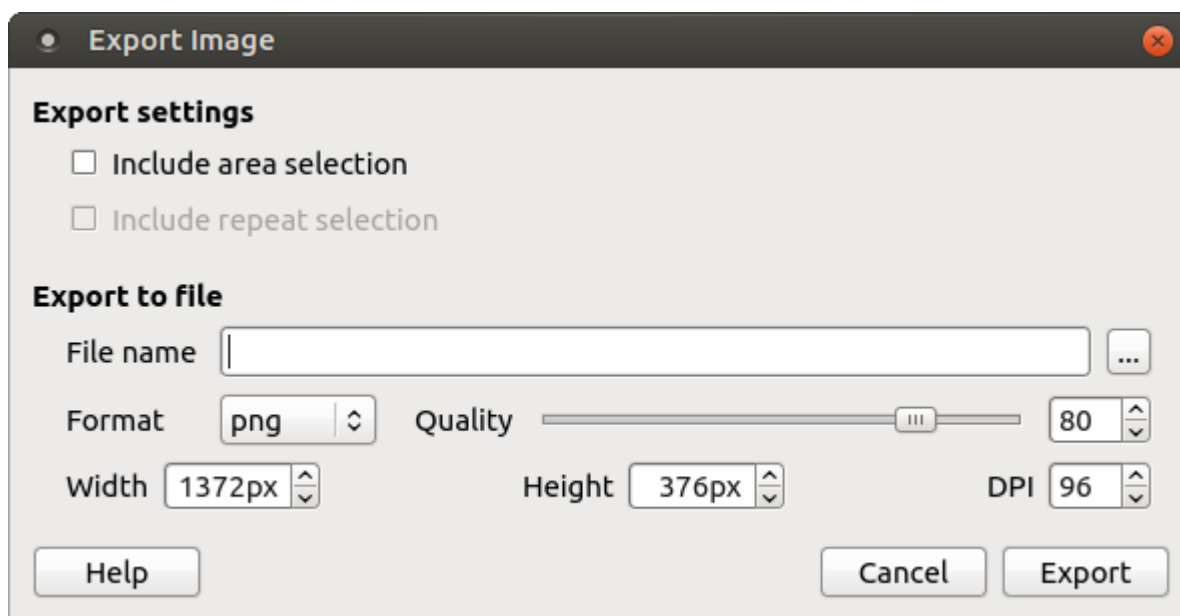 Export Image
Export settings
Include area selection
Include repeat selection
Export to file
File name ...
Format png Quality 80
Width 1372px Height 376px DPI 96
Help Cancel Export